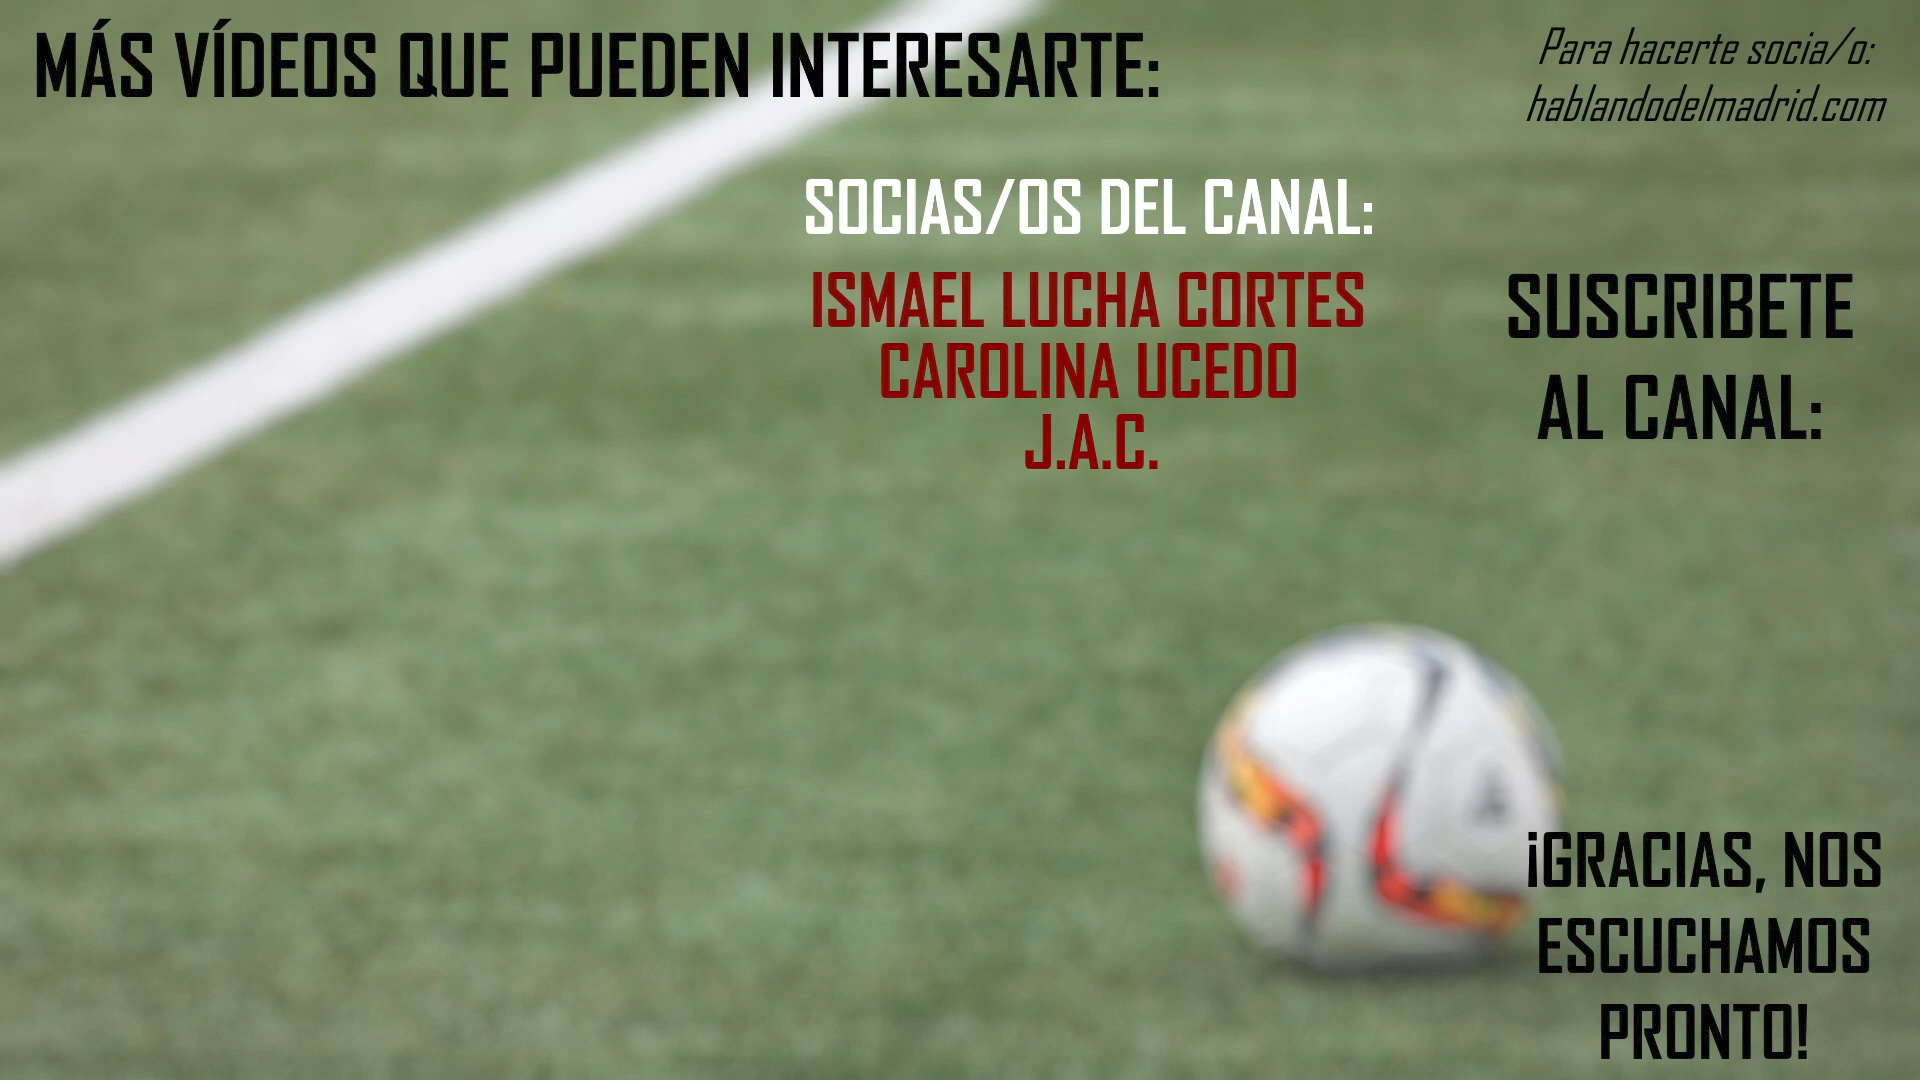 MÁS VÍDEOS QUE PUEDEN INTERESARTE:
Para hacerte socia/o:
hablandodelmadrid.com
SOCIAS/OS DEL CANAL:
ISMAEL LUCHA CORTES
CAROLINA UCEDO
J.A.C.
SUSCRIBETE
AL CANAL:
¡GRACIAS, NOS
ESCUCHAMOS
PRONTO!